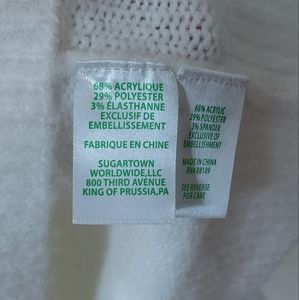 68% ACRYLIQUE
29% POLYESTER
3% ÉLASTHANNE
EXCLUSIF DE
EMBELLISSEMENT
FABRIQUE EN CHINE
SUGARTOWN
WORLDWIDE,LLC
800 THIRD AVENUE
KING OF PRUSSIA,PA
68% ACRYLIC
29% POLYESTER
3% SPANDEX
EXCLUSIVE OF
EMBELLISHMENT
MADE IN CHINA
RN# 88189
SEE REVERSE
FOR CARE